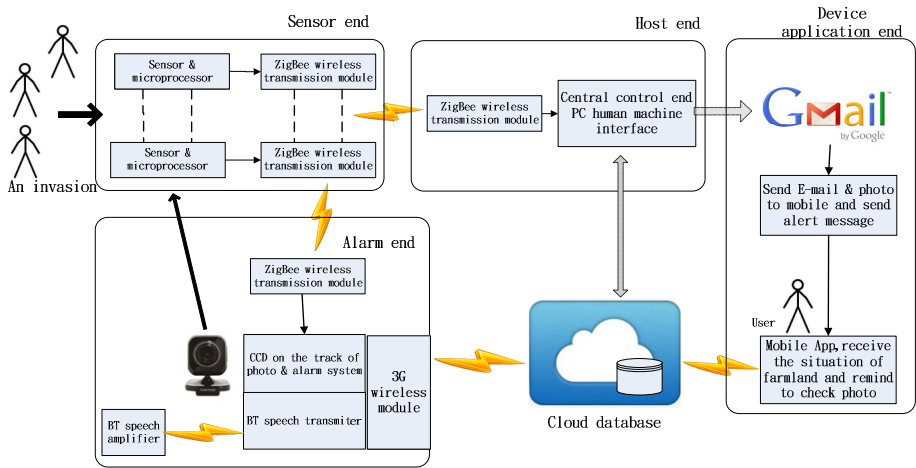 Sensor end
Host end
Device
application end
Sensor &
microprocessor
ZigBee wireless
transmission module
Sensor &
microprocessor
ZigBee wireless
transmission module
An invasion
ZigBee wireless
transmission module
Central control end
PC human machine
interface
Gmail™
by Google
Send E-mail & photo
to mobile and send
alert message
User
Mobile App,receive
the situation of
farmland and remind
to check photo
Alarm end
ZigBee wireless
transmission module
CCD on the track of
photo & alarm system
BT speech transmiter
3G
wireless
module
BT speech
amplifier
Cloud database